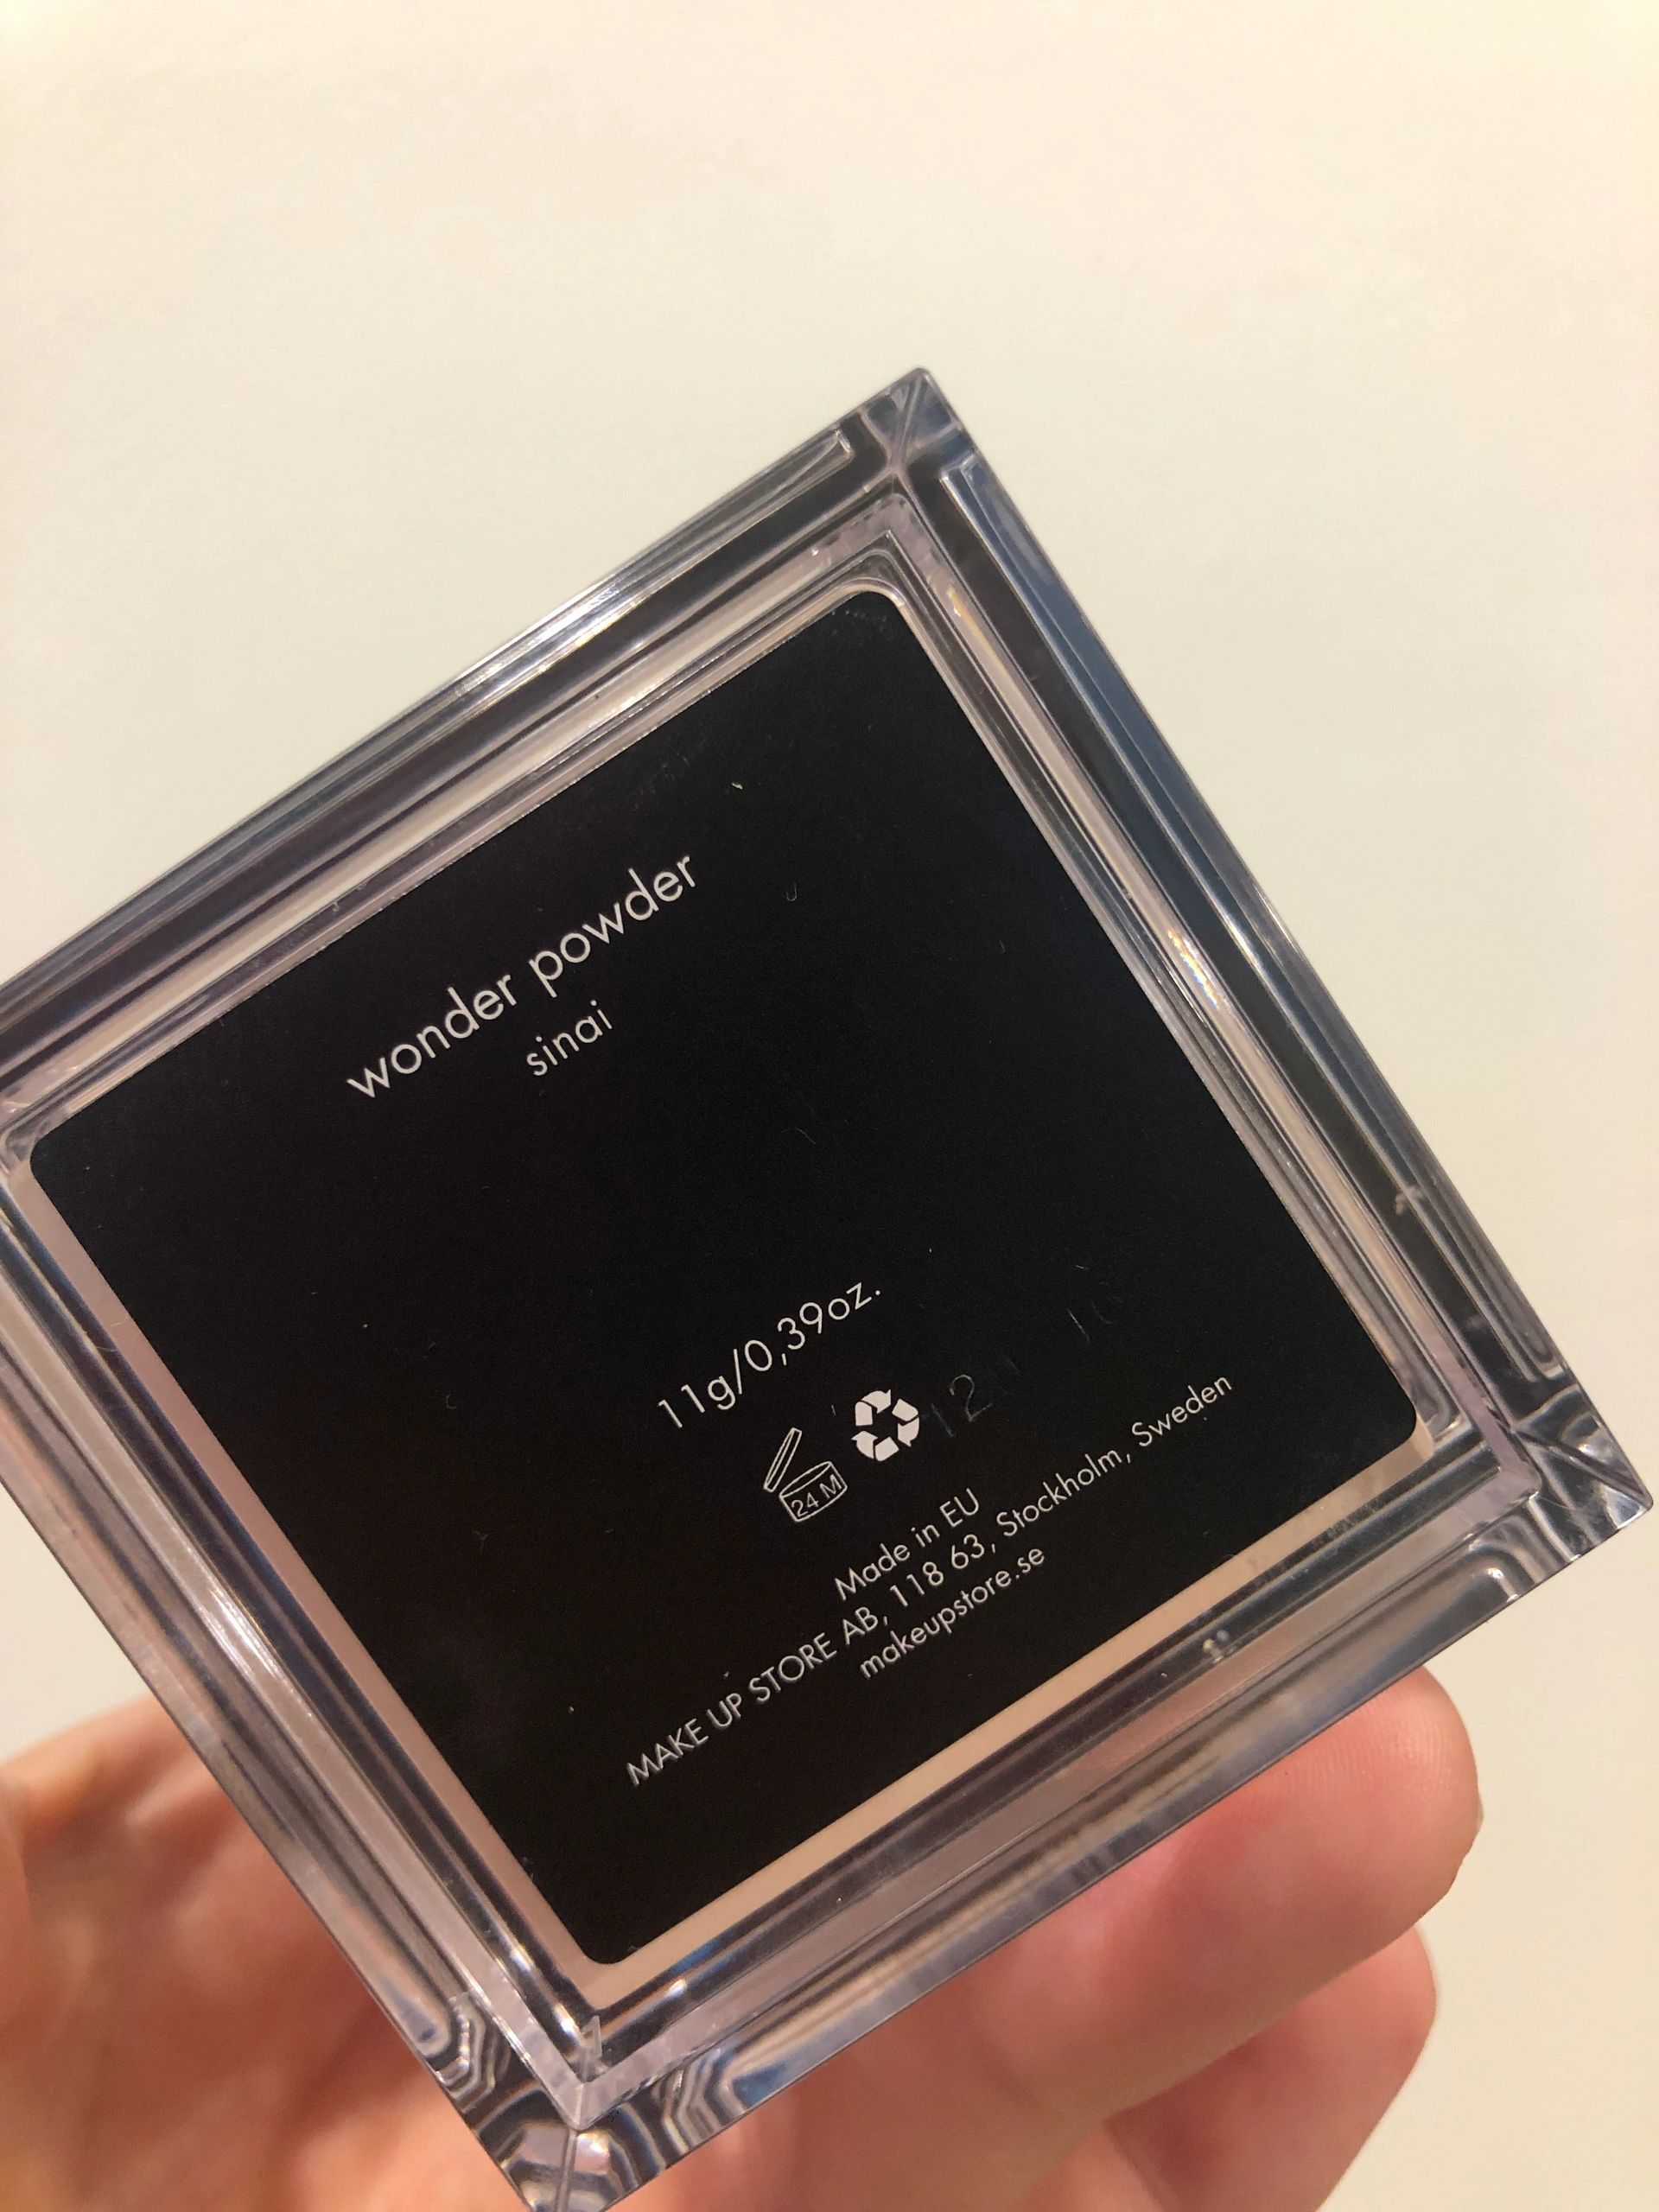 wonder powder
sinai
11g/0,39oz.
24 M
Made in EU
MAKE UP STORE AB, 118 63, Stockholm, Sweden
makeupstore.se